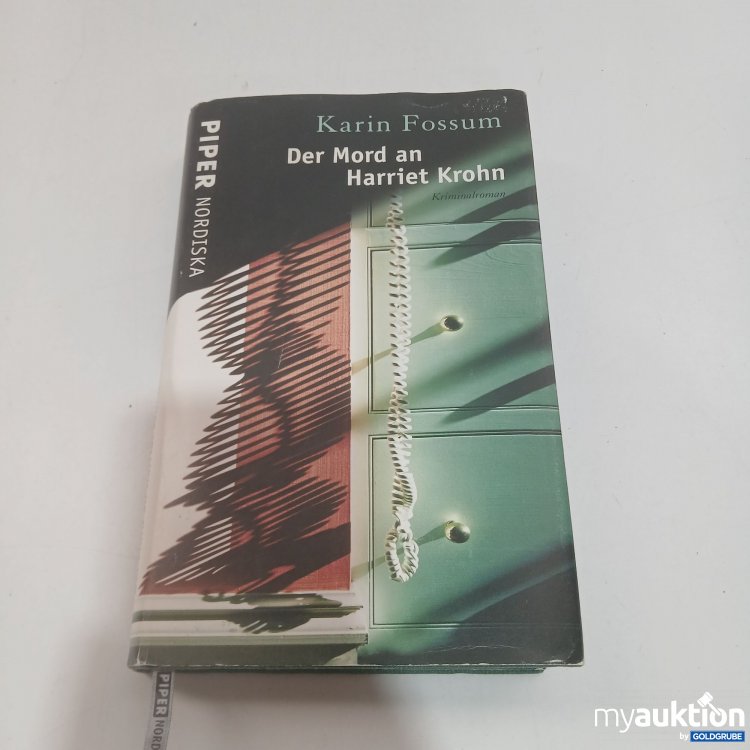 Karin Fossum
Der Mord an
Harriet Krohn
Kriminalroman
PIPER NORDISKA
PIPER NORD
myauktion
by GOLDGRUBE